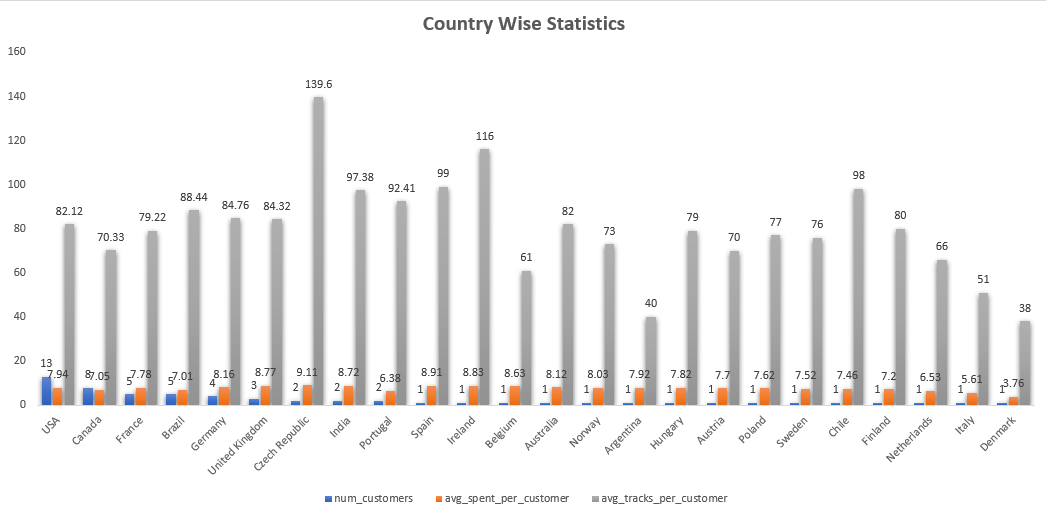 Country Wise Statistics
160
140
120
100
80
60
40
20
0
13 7.94 82.12
8 7.05 70.33
5 7.78 79.22
5 7.01 88.44
4 8.16 84.76
3 8.77 84.32
2 9.11 139.6
2 8.72 97.38
2 6.38 92.41
1 8.91 99
1 8.83 116
1 8.63 61
1 8.12 82
1 8.03 73
1 7.92 40
1 7.82 79
1 7.7 70
1 7.62 77
1 7.52 76
1 7.46 98
1 7.2 80
1 6.53 66
1 5.61 51
1 3.76 38
USA
Canada
France
Brazil
Germany
United Kingdom
Czech Republic
India
Portugal
Spain
Ireland
Belgium
Australia
Norway
Argentina
Hungary
Austria
Poland
Sweden
Chile
Finland
Netherlands
Italy
Denmark
num_customers avg_spent_per_customer avg_tracks_per_customer